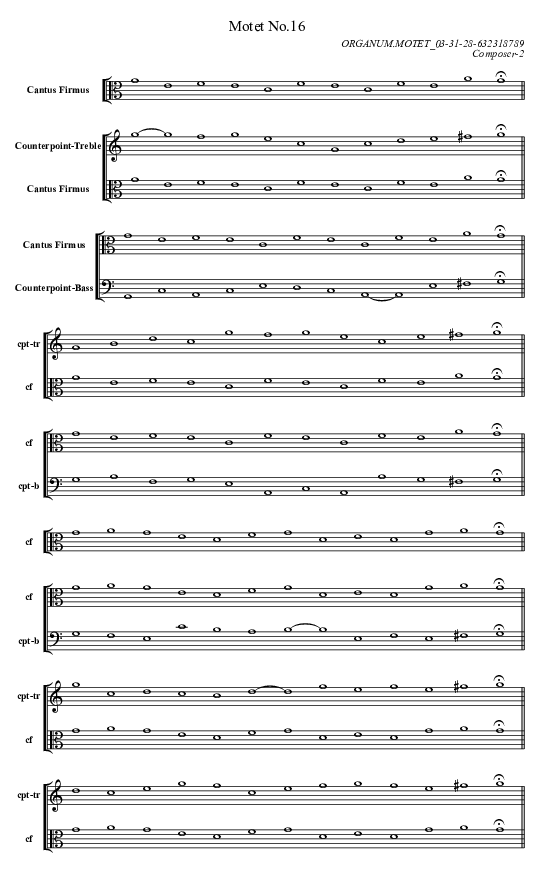 Motet No.16
ORGANUM.MOTET_03-31-28-632318789
Composer-2
Cantus Firmus
Counterpoint-Treble
Cantus Firmus
Cantus Firmus
Counterpoint-Bass
cpt-tr
cf
cf
cpt-b
cf
cf
cpt-b
cpt-tr
cf
cpt-tr
cf